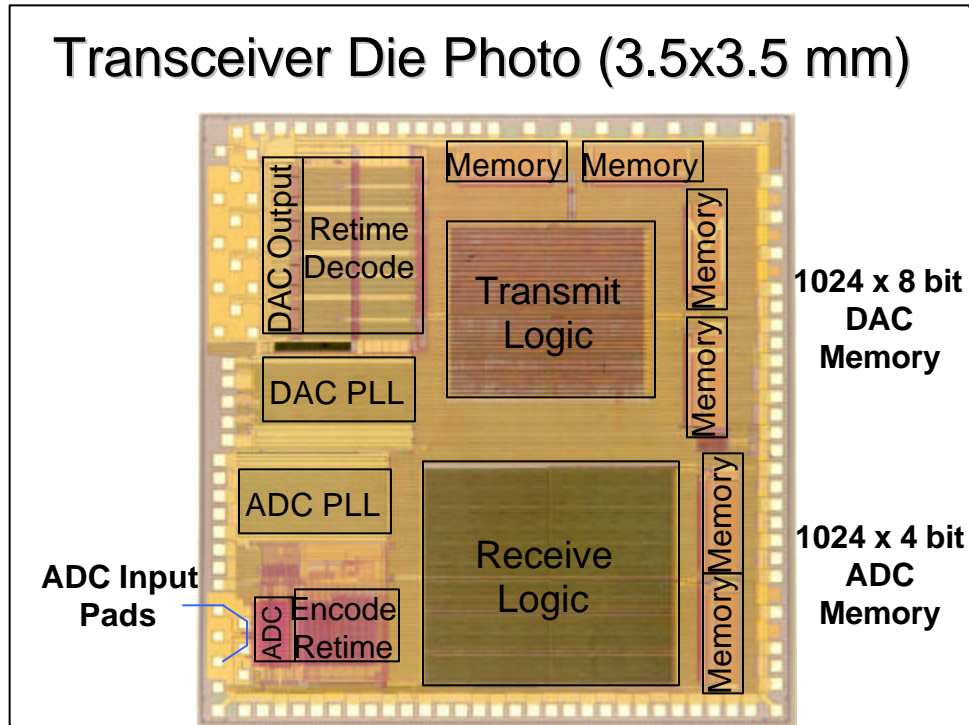 Transceiver Die Photo (3.5x3.5 mm)
Memory
Memory
DAC Output
Retime
Decode
Memory
Transmit
Logic
1024 x 8 bit
DAC
Memory
Memory
DAC PLL
ADC PLL
Memory
Receive
Logic
1024 x 4 bit
ADC
Memory
ADC Input
Pads
ADC
Encode
Retime
Memory